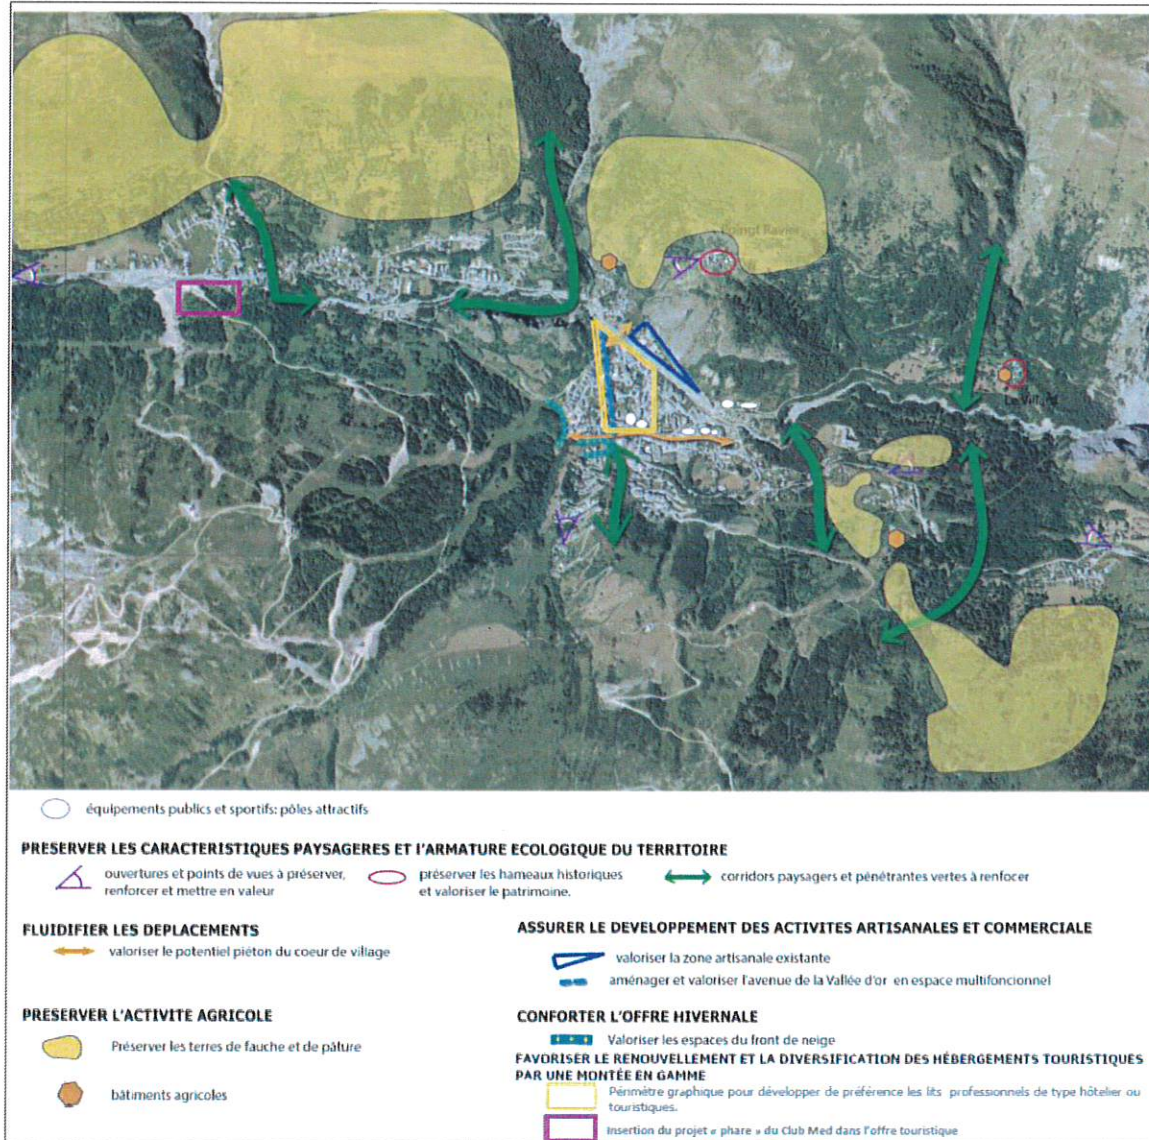 Puingt Ravier
Le Villard
équipements publics et sportifs: pôles attractifs
PRESERVER LES CARACTERISTIQUES PAYSAGERES ET l'ARMATURE ECOLOGIQUE DU TERRITOIRE
ouvertures et points de vues à préserver,
renforcer et mettre en valeur
préserver les hameaux historiques
et valoriser le patrimoine.
corridors paysagers et pénétrantes vertes à renfocer
FLUIDIFIER LES DEPLACEMENTS
valoriser le potentiel piéton du coeur de village
ASSURER LE DEVELOPPEMENT DES ACTIVITES ARTISANALES ET COMMERCIALE
valoriser la zone artisanale existante
aménager et valoriser l'avenue de la Vallée d'or en espace multifoncionnel
PRESERVER L'ACTIVITE AGRICOLE
Préserver les terres de fauche et de pâture
bâtiments agricoles
CONFORTER L'OFFRE HIVERNALE
Valoriser les espaces du front de neige
FAVORISER LE RENOUVELLEMENT ET LA DIVERSIFICATION DES HÉBERGEMENTS TOURISTIQUES
PAR UNE MONTÉE EN GAMME
Périmètre graphique pour développer de préférence les lits professionnels de type hôtelier ou
touristiques.
Insertion du projet « phare » du Club Med dans l'offre touristique